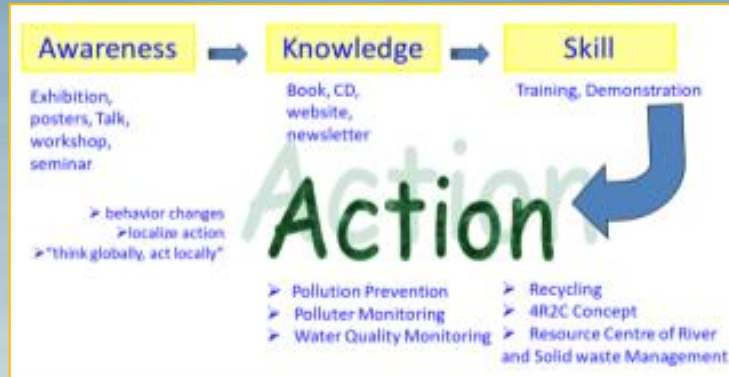 Awareness
Knowledge
Skill
Exhibition,
posters, Talk,
workshop,
seminar
Book, CD,
website,
newsletter
Training, Demonstration
Action
Action
➢ behavior changes
➢localize action
➢"think globally, act locally"
➢ Pollution Prevention
➢ Polluter Monitoring
➢ Water Quality Monitoring
➢ Recycling
➢ 4R2C Concept
➢ Resource Centre of River
and Solid waste Management